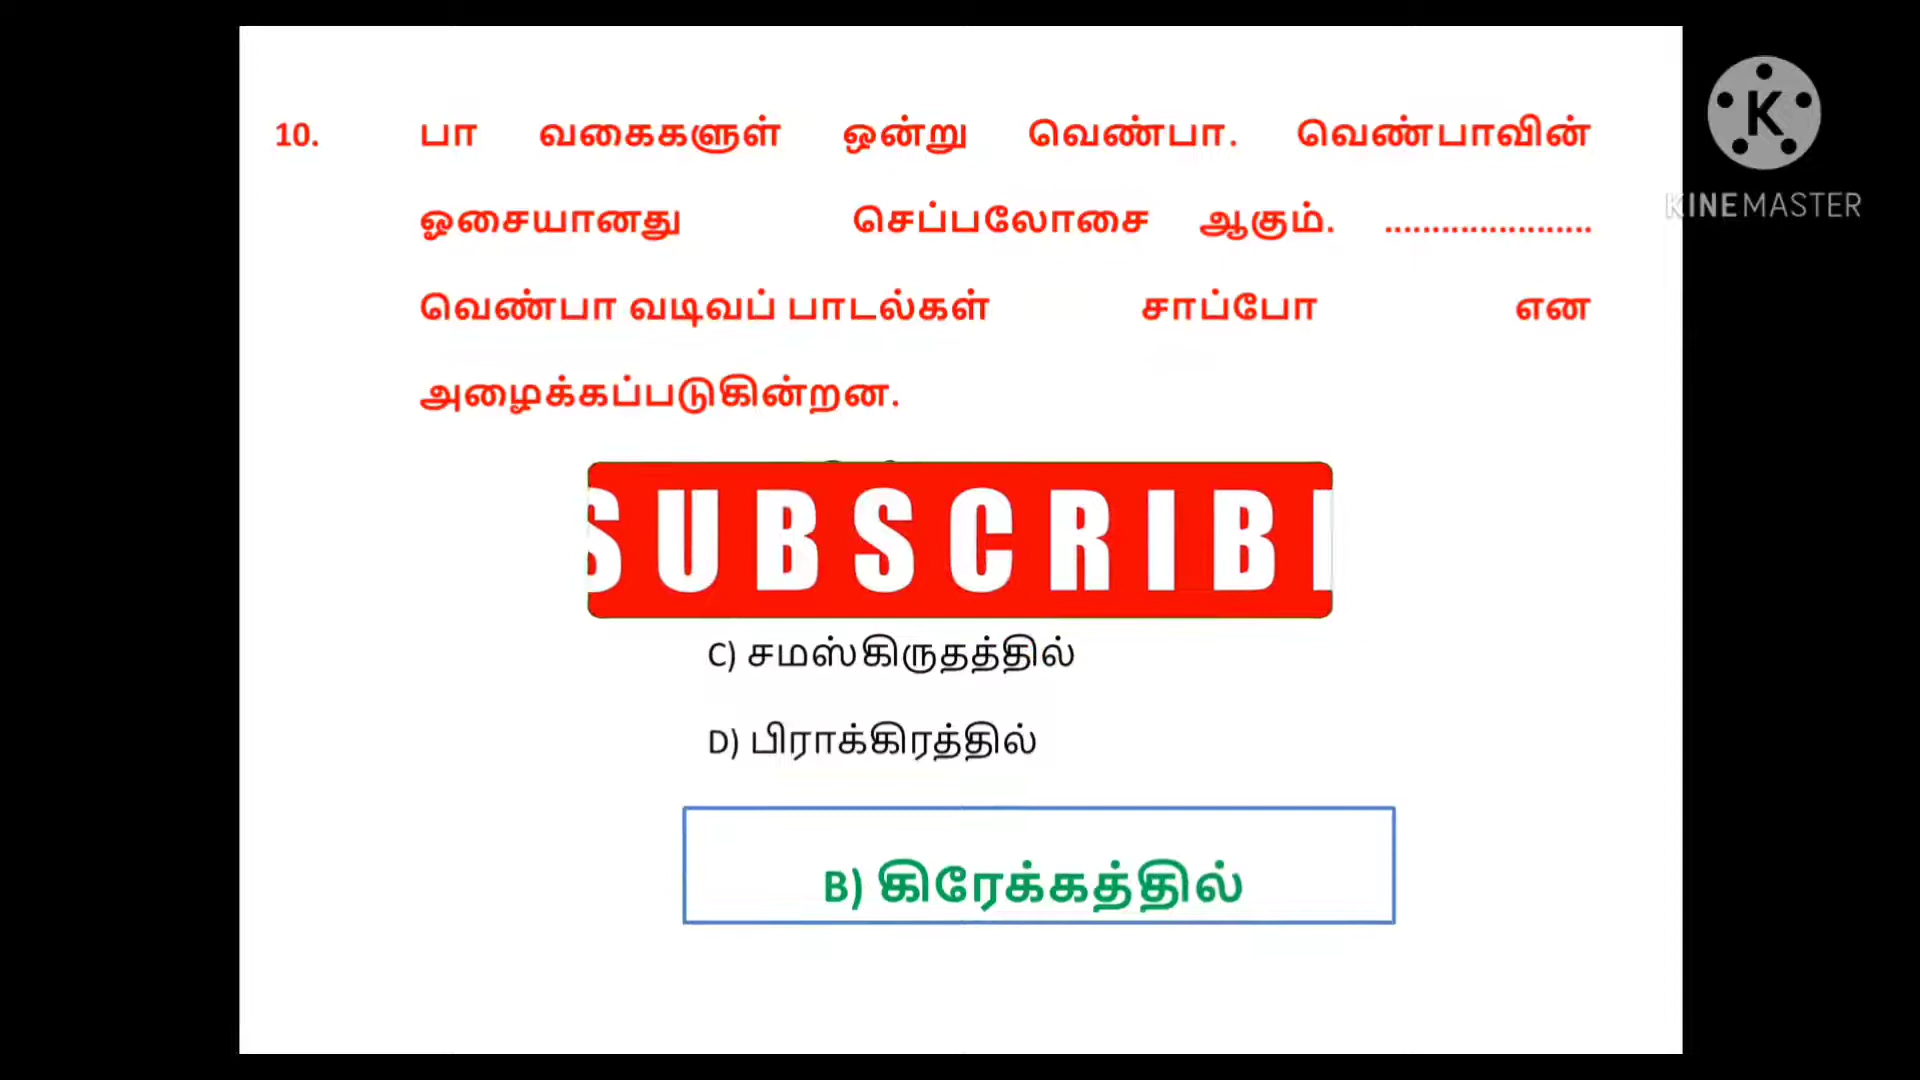 10. பா வகைகளுள் ஒன்று வெண்பா. வெண்பாவின்
ஓசையானது செப்பலோசை ஆகும். ......................
வெண்பா வடிவப் பாடல்கள் சாப்போ என
அழைக்கப்படுகின்றன.
SUBSCRIB
C) சமஸ்கிருதத்தில்
D) பிராக்கிரத்தில்
B) கிரேக்கத்தில்
K
KINEMASTER